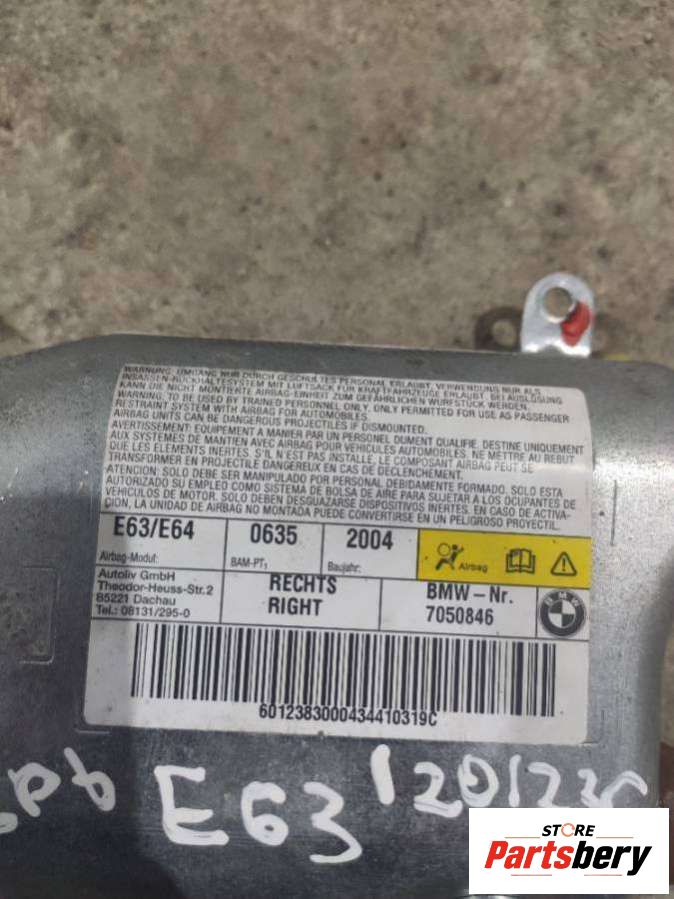 WARNUNG: UMGANG NUR DURCH GESCHULTES PERSONAL ERLAUBT. VERWENDUNG NUR ALS
INSASSEN-RÜCKHALTESYSTEM MIT LUFTSACK FÜR KRAFTFAHRZEUGE ERLAUBT. BEI AUSLÖSUNG
KANN DIE NICHT MONTIERTE AIRBAG-EINHEIT ZUM GEFÄHRLICHEN WURFSTÜCK WERDEN.
WARNING: TO BE USED BY TRAINED PERSONNEL ONLY, ONLY PERMITTED FOR USE AS PASSENGER
RESTRAINT SYSTEM WITH AIRBAG FOR AUTOMOBILES.
AIRBAG UNITS CAN BE DANGEROUS PROJECTILES IF DISMOUNTED.
AVERTISSEMENT: EQUIPEMENT A MANIER PAR UN PERSONNEL DUMENT QUALIFIE. DESTINE UNIQUEMENT
AUX SYSTEMES DE MANTIEN AVEC AIRBAG POUR VEHICULES AUTOMOBILES. NE METTRE AU REBUT
QUE LES ELEMENTS INERTES. S'IL N'EST PAS INSTALLE, LE COMPOSANT AIRBAG PEUT SE
TRANSFORMER EN PROJECTILE DANGEREUX EN CAS DE DECLENCHEMENT.
ATENCION: SOLO DEBE SER MANIPULADO POR PERSONAL DEBIDAMENTE FORMADO. SOLO ESTA
AUTORIZADO SU EMPLEO COMO SISTEMA DE BOLSA DE AIRE PARA SUJETAR A LOS OCUPANTES DE
VEHICULOS DE MOTOR. SOLO DEBEN DESGUAZARSE DISPOSITIVOS INERTES. EN CASO DE ACTIVA-
CION, LA UNIDAD DE AIRBAG NO MONTADA PUEDE CONVERTIRSE EN UN PELIGROSO PROYECTIL.
E63/E64 0635 2004
Airbag-Modul: BAM-PT1 Baujahr: Airbag
Autoliv GmbH
Theodor-Heuss-Str.2
85221 Dachau
Tel.: 08131/295-0
RECHTS
RIGHT
BMW-Nr.
7050846
BMW
6012383000434410319C
E63
STORE
Partsbery